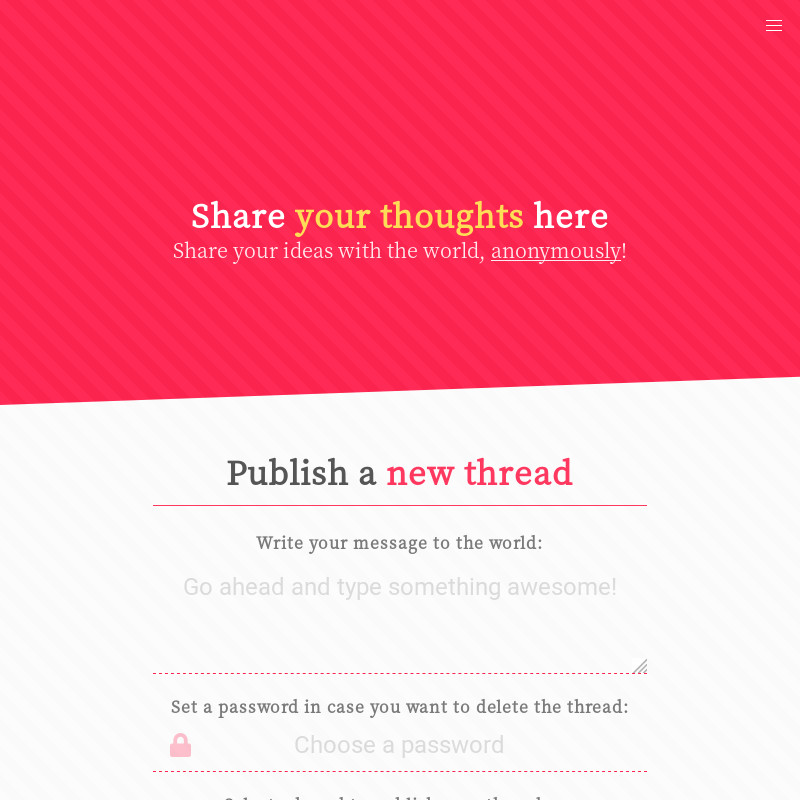 Share your thoughts here
Share your ideas with the world, anonymously!
Publish a new thread
Write your message to the world:
Go ahead and type something awesome!
Set a password in case you want to delete the thread:
Choose a password